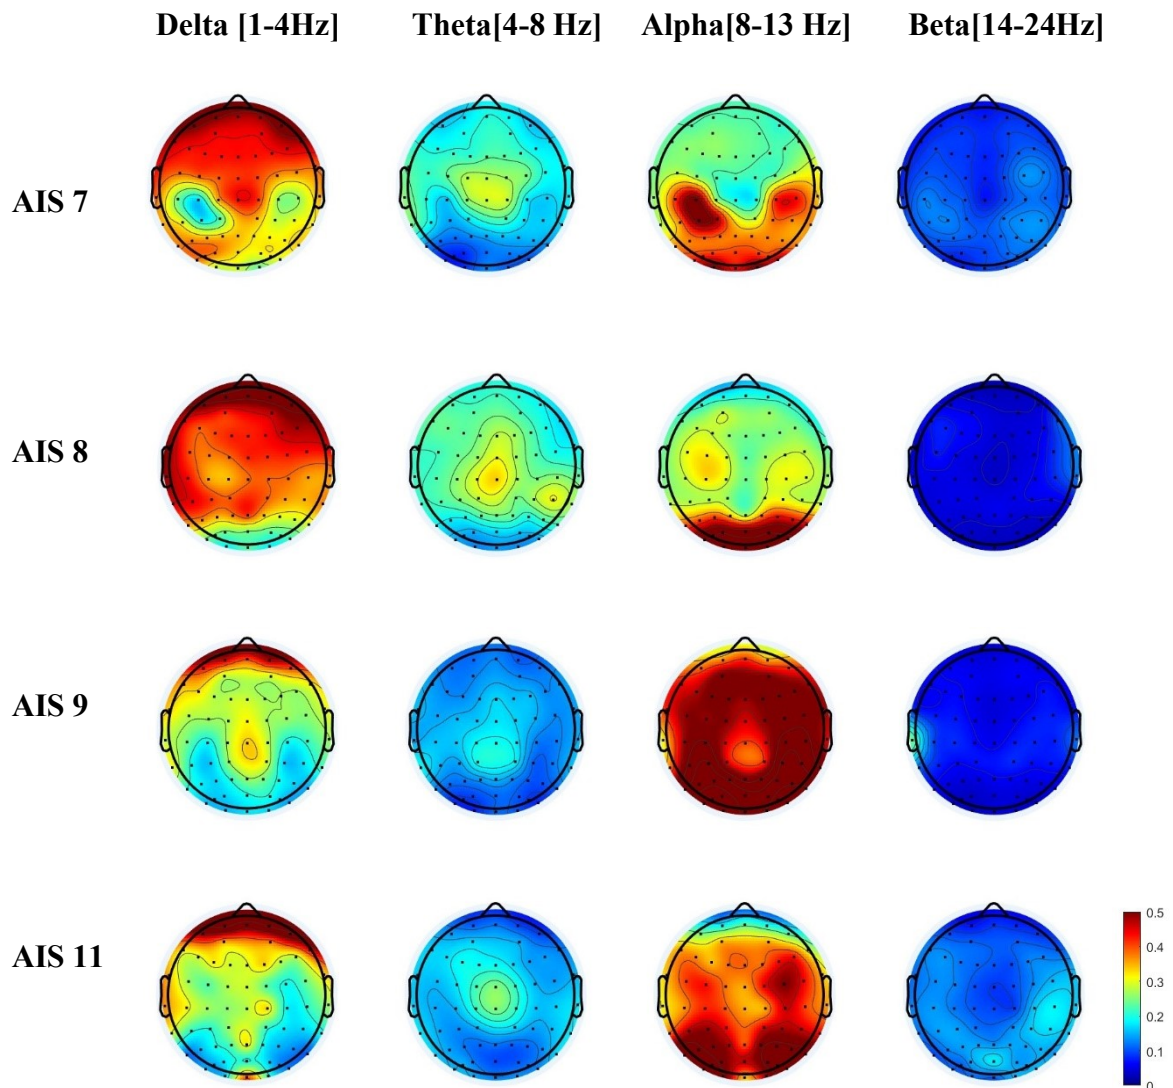 Delta [1-4Hz] Theta[4-8 Hz] Alpha[8-13 Hz] Beta[14-24Hz]
AIS 7
AIS 8
AIS 9
AIS 11
0.5
0.4
0.3
0.2
0.1
0